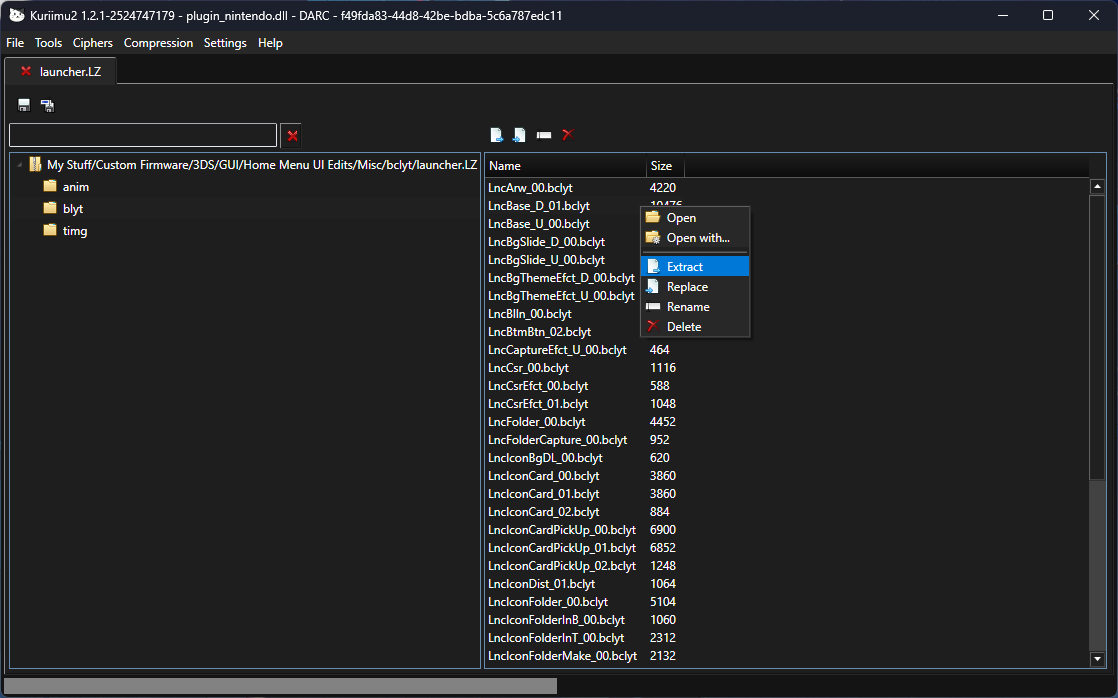 Kuriimu2 1.2.1-2524747179 - plugin_nintendo.dll - DARC - f49fda83-44d8-42be-bdba-5c6a787edc11
File Tools Ciphers Compression Settings Help
launcher.LZ
My Stuff/Custom Firmware/3DS/GUI/Home Menu UI Edits/Misc/bclyt/launcher.LZ
anim
blyt
timg
Name Size
LncArw_00.bclyt 4220
LncBase_D_01.bclyt 10476
LncBase_U_00.bclyt
LncBgSlide_D_00.bclyt
LncBgSlide_U_00.bclyt
LncBgThemeEfct_D_00.bclyt
LncBgThemeEfct_U_00.bclyt
LncBlln_00.bclyt
LncBtmBtn_02.bclyt
LncCaptureEfct_U_00.bclyt 464
LncCsr_00.bclyt 1116
LncCsrEfct_00.bclyt 588
LncCsrEfct_01.bclyt 1048
LncFolder_00.bclyt 4452
LncFolderCapture_00.bclyt 952
LncIconBgDL_00.bclyt 620
LncIconCard_00.bclyt 3860
LncIconCard_01.bclyt 3860
LncIconCard_02.bclyt 884
LncIconCardPickUp_00.bclyt 6900
LncIconCardPickUp_01.bclyt 6852
LncIconCardPickUp_02.bclyt 1248
LncIconDist_01.bclyt 1064
LncIconFolder_00.bclyt 5104
LncIconFolderInB_00.bclyt 1060
LncIconFolderInT_00.bclyt 2312
LncIconFolderMake_00.bclyt 2132
Open
Open with...
Extract
Replace
Rename
Delete